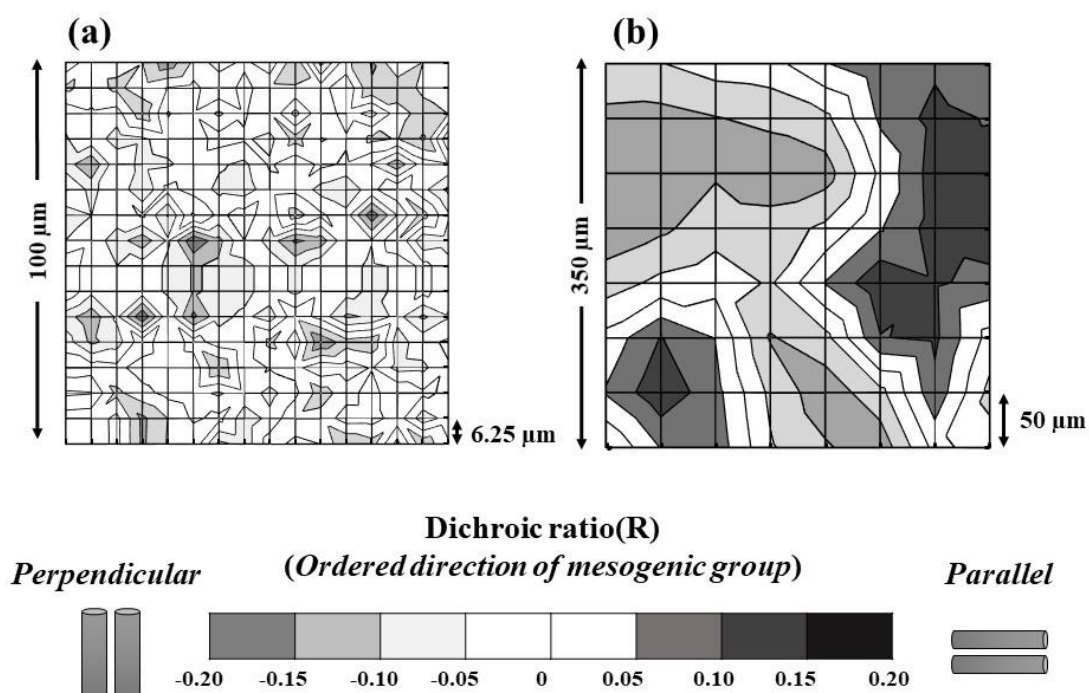 (a)
(b)
100 μm
6.25 μm
350 μm
50 μm
Dichroic ratio(R)
(Ordered direction of mesogenic group)
Perpendicular
Parallel
-0.20 -0.15 -0.10 -0.05 0 0.05 0.10 0.15 0.20